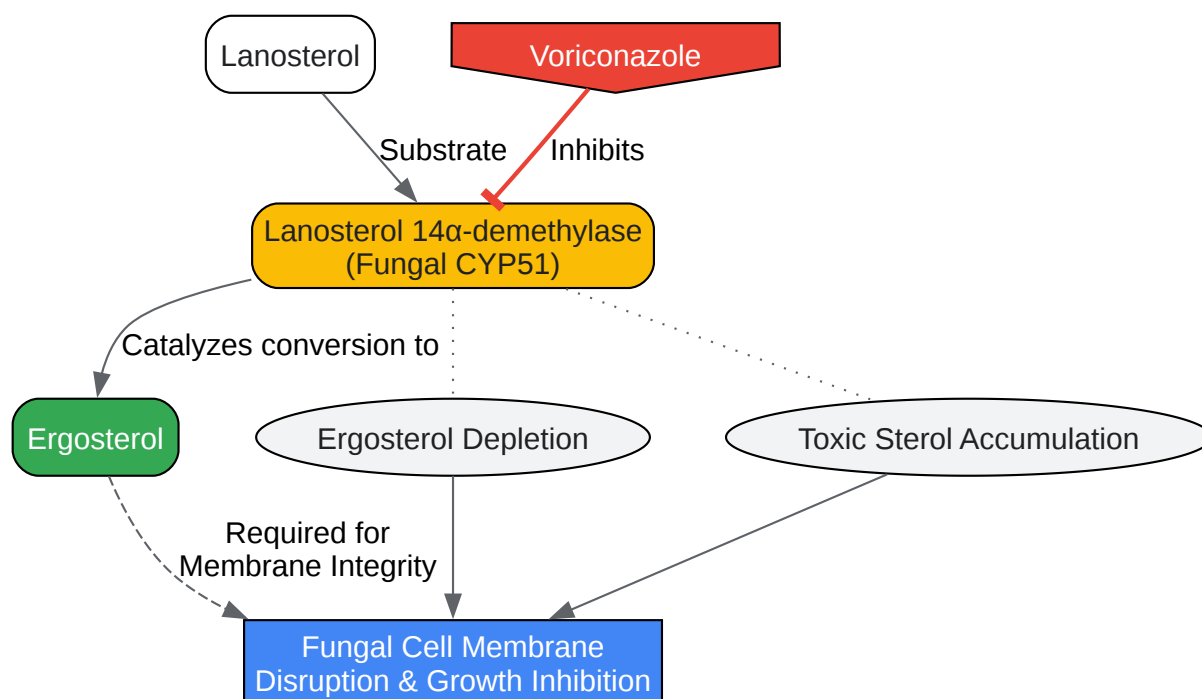 Lanosterol
Voriconazole
Substrate
Inhibits
Lanosterol 14α-demethylase
(Fungal CYP51)
Catalyzes conversion to
Ergosterol
Ergosterol Depletion
Toxic Sterol Accumulation
Required for
Membrane Integrity
Fungal Cell Membrane
Disruption & Growth Inhibition